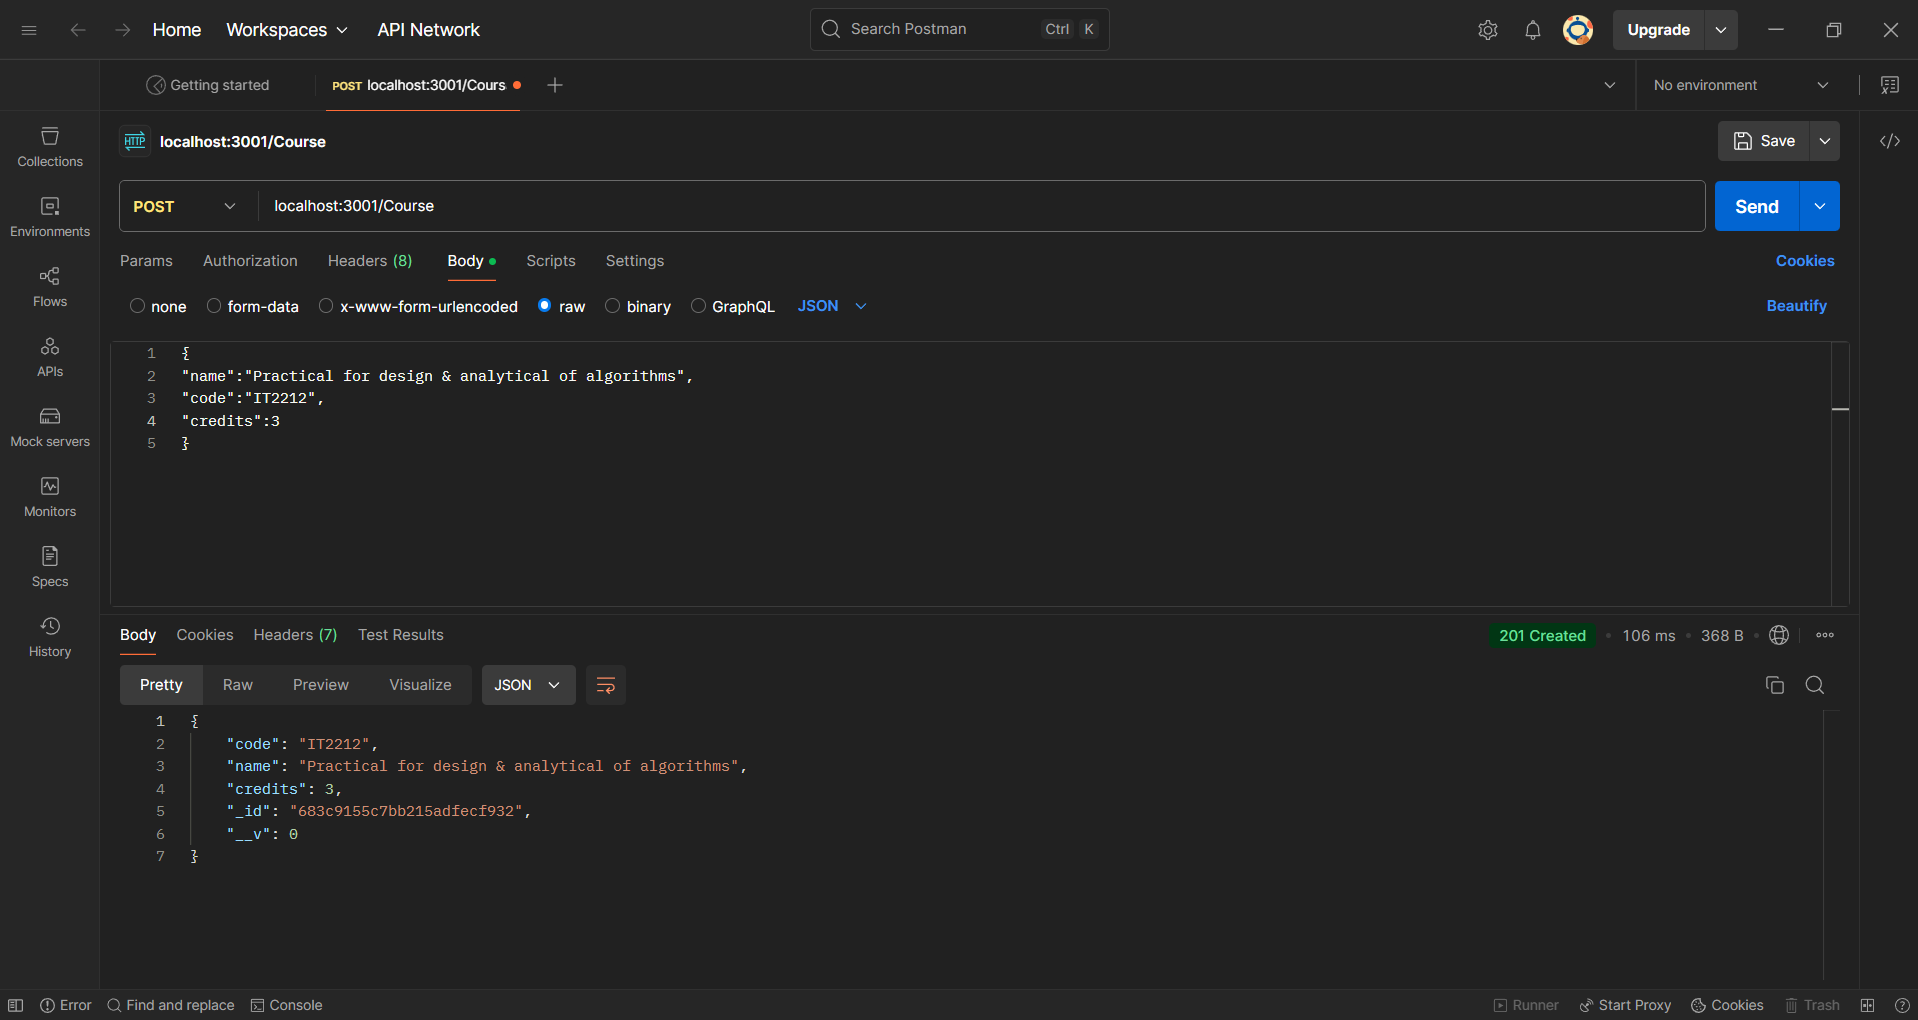 Home Workspaces API Network Search Postman Ctrl K Upgrade
Getting started POST localhost:3001/Cours No environment
HTTP localhost:3001/Course Save
POST localhost:3001/Course Send
Params Authorization Headers (8) Body Scripts Settings Cookies
none form-data x-www-form-urlencoded raw binary GraphQL JSON Beautify
Collections
Environments
Flows
APIs
Mock servers
Monitors
Specs
History
1 {
2 "name":"Practical for design & analytical of algorithms",
3 "code":"IT2212",
4 "credits":3
5 }
Body Cookies Headers (7) Test Results 201 Created • 106 ms • 368 B •
Pretty Raw Preview Visualize JSON
1 {
2 "code": "IT2212",
3 "name": "Practical for design & analytical of algorithms",
4 "credits": 3,
5 "_id": "683c9155c7bb215adfecf932",
6 "__v": 0
7 }
Error Find and replace Console Runner Start Proxy Cookies Trash